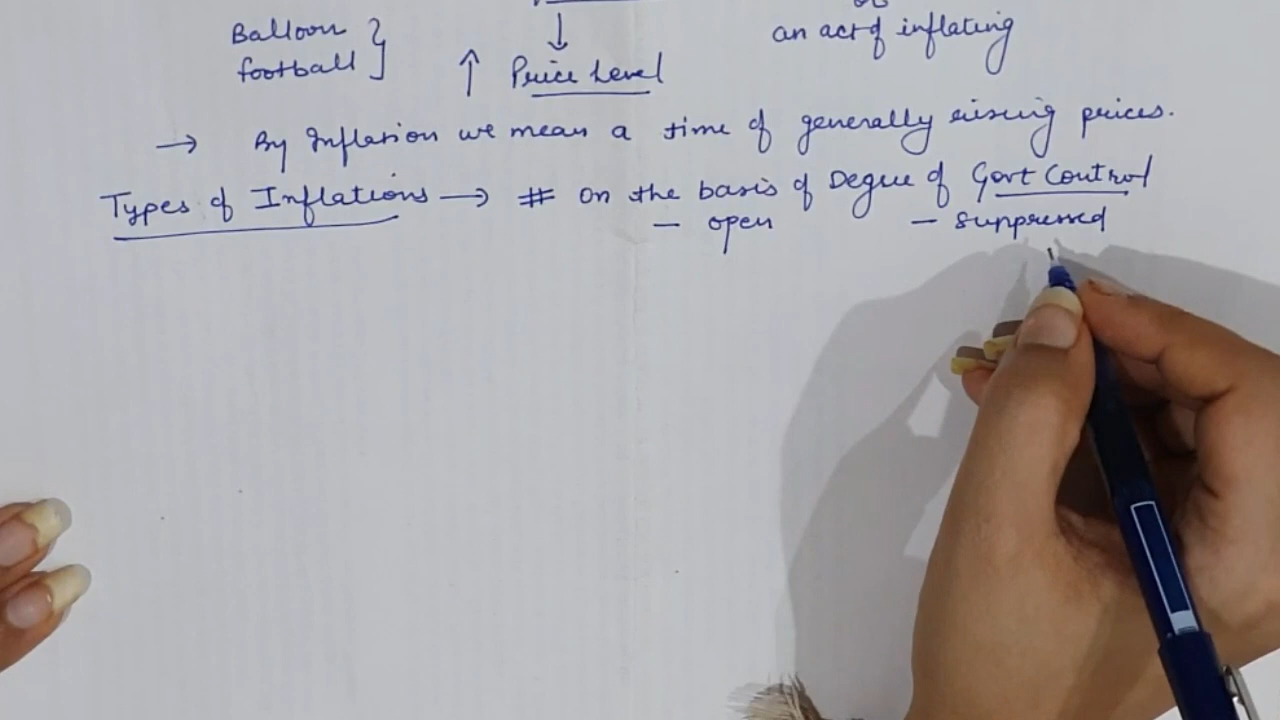 Balloon
football
an act of inflating
↑ Price Level
→ By Inflation we mean a time of generally rising prices.
Types of Inflations → # On the basis of Degree of Govt Control
- open - suppressed